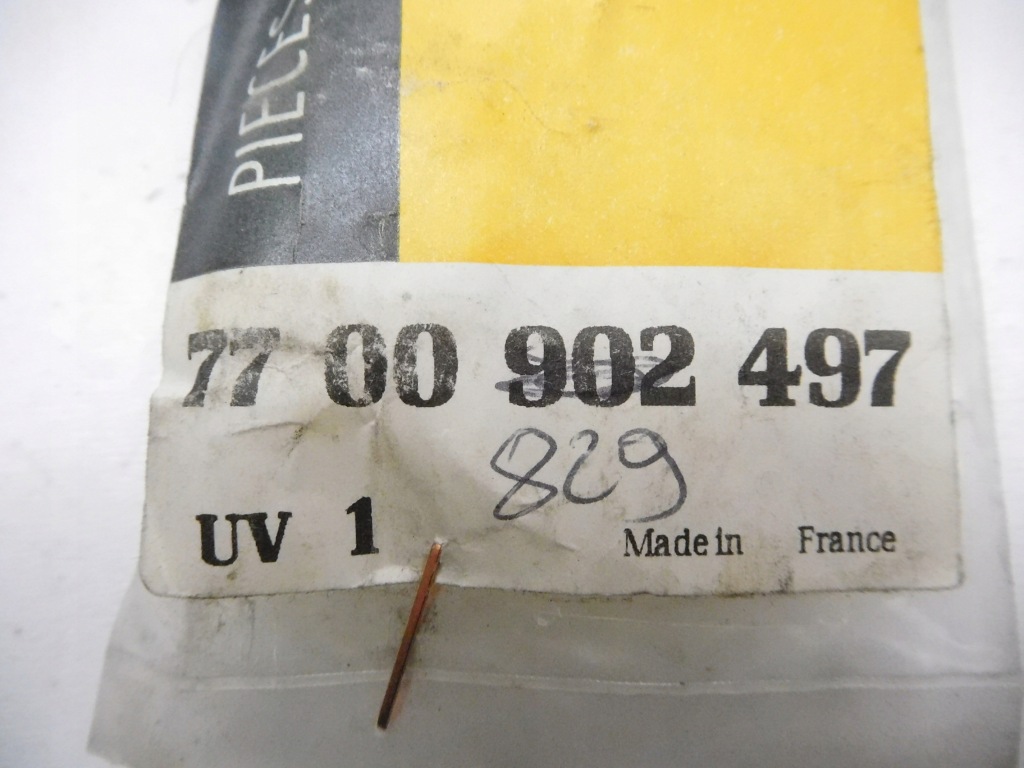 PIECES
77 00 902 497
829
UV 1 Made in France